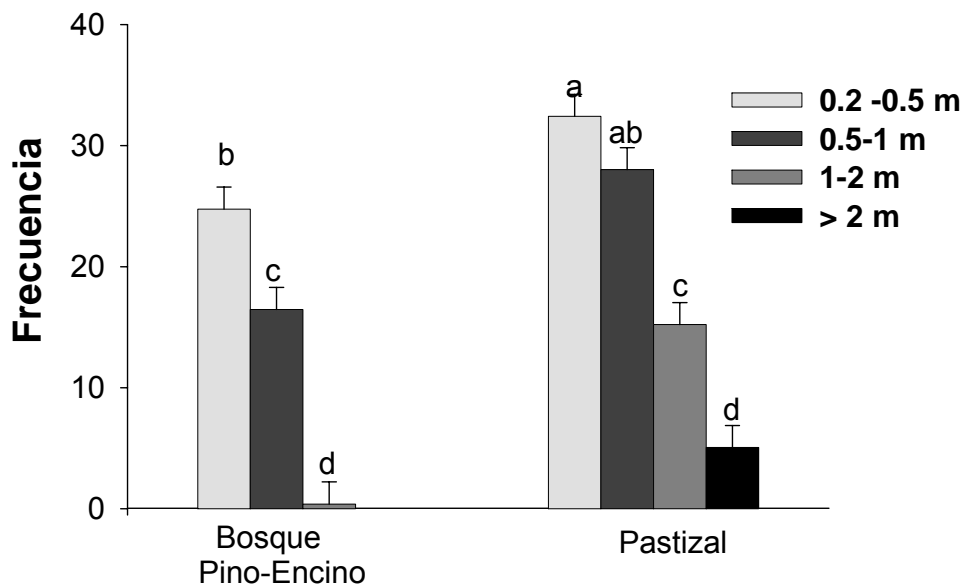 40
30
20
10
0
Frecuencia
b
c
d
a
ab
c
d
0.2 -0.5 m
0.5-1 m
1-2 m
> 2 m
Bosque
Pino-Encino
Pastizal